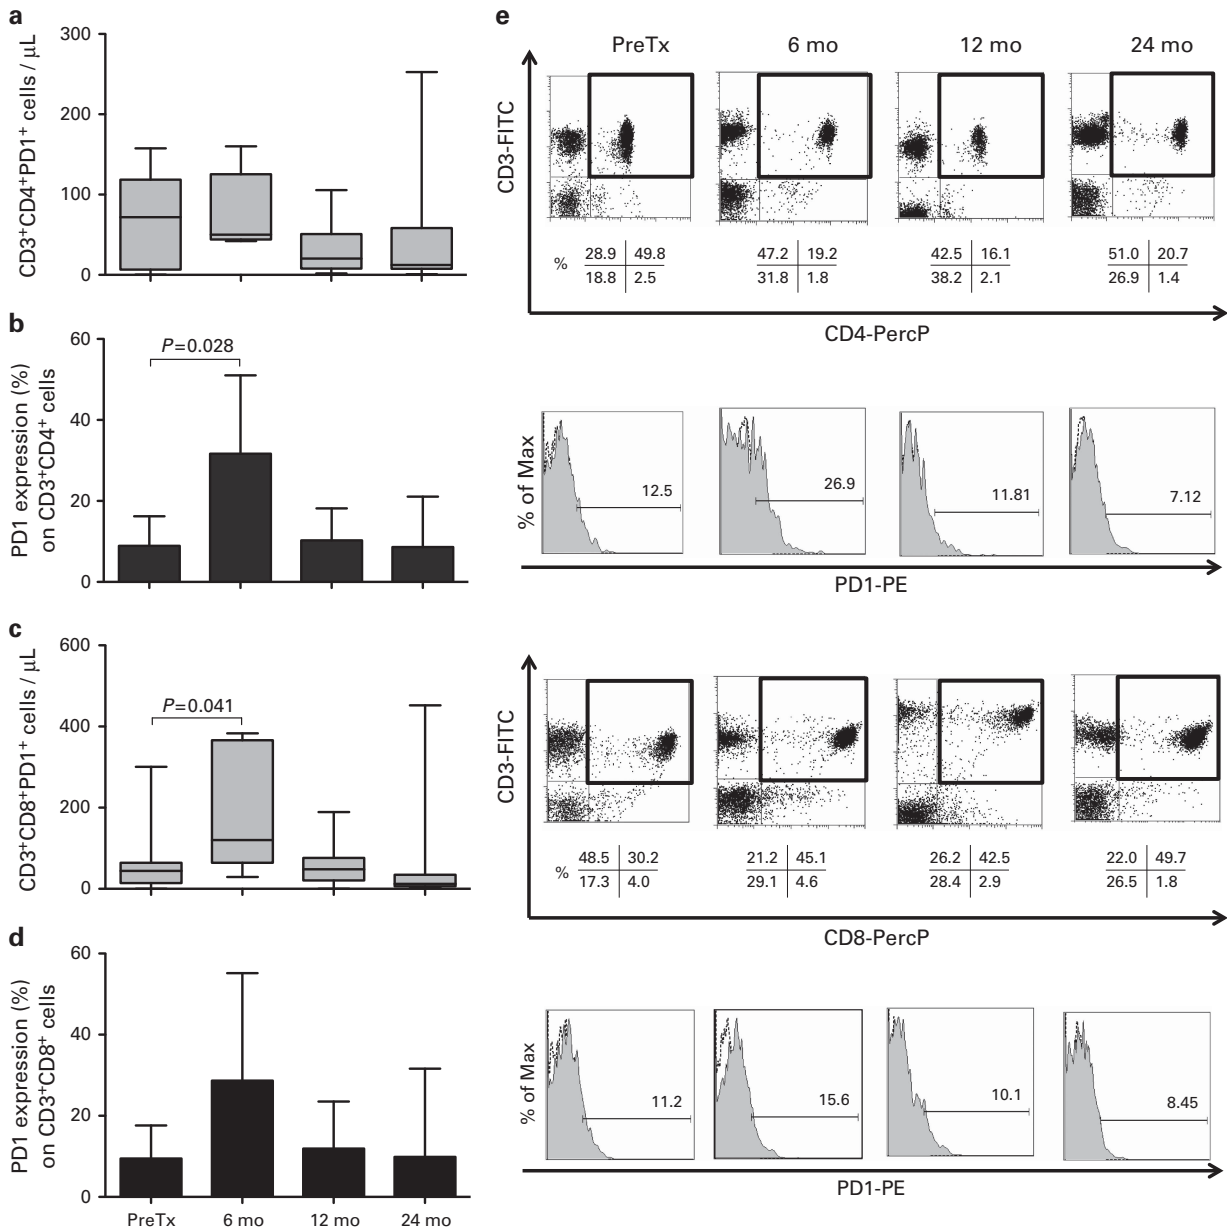 a
300
200
100
0
CD3+CD4+PD1+ cells / μL
b
60
40
20
0
PD1 expression (%)
on CD3+CD4+ cells
P=0.028
c
600
400
200
0
CD3+CD8+PD1+ cells / μL
P=0.041
d
60
40
20
0
PD1 expression (%)
on CD3+CD8+ cells
PreTx 6 mo 12 mo 24 mo
e
PreTx 6 mo 12 mo 24 mo
CD3-FITC
% 28.9 49.8 47.2 19.2 42.5 16.1 51.0 20.7
18.8 2.5 31.8 1.8 38.2 2.1 26.9 1.4
CD4-PercP
% of Max
12.5 26.9 11.81 7.12
PD1-PE
CD3-FITC
% 48.5 30.2 21.2 45.1 26.2 42.5 22.0 49.7
17.3 4.0 29.1 4.6 28.4 2.9 26.5 1.8
CD8-PercP
% of Max
11.2 15.6 10.1 8.45
PD1-PE